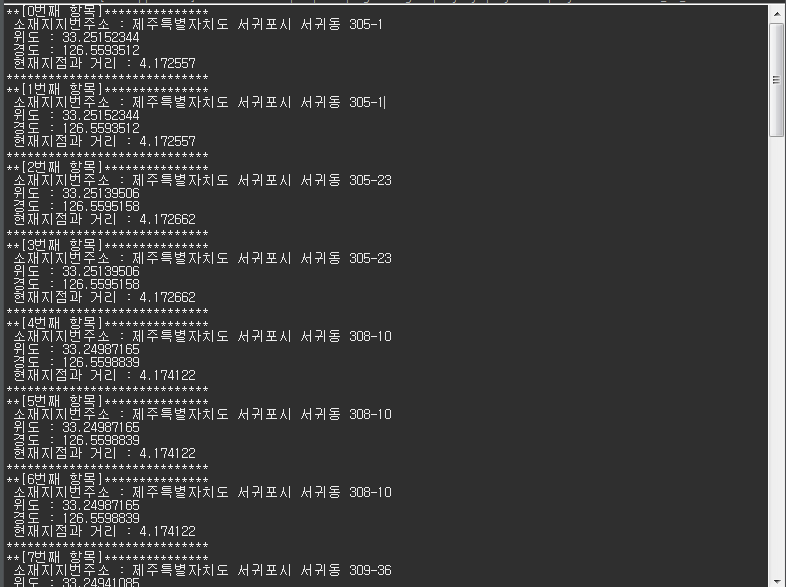 **[0번째 항목]***************
소재지지번주소 : 제주특별자치도 서귀포시 서귀동 305-1
위도 : 33.25152344
경도 : 126.5593512
현재지점과 거리 : 4.172557
*****************************
**[1번째 항목]***************
소재지지번주소 : 제주특별자치도 서귀포시 서귀동 305-1
위도 : 33.25152344
경도 : 126.5593512
현재지점과 거리 : 4.172557
*****************************
**[2번째 항목]***************
소재지지번주소 : 제주특별자치도 서귀포시 서귀동 305-23
위도 : 33.25139506
경도 : 126.5595158
현재지점과 거리 : 4.172662
*****************************
**[3번째 항목]***************
소재지지번주소 : 제주특별자치도 서귀포시 서귀동 305-23
위도 : 33.25139506
경도 : 126.5595158
현재지점과 거리 : 4.172662
*****************************
**[4번째 항목]***************
소재지지번주소 : 제주특별자치도 서귀포시 서귀동 308-10
위도 : 33.24987165
경도 : 126.5598839
현재지점과 거리 : 4.174122
*****************************
**[5번째 항목]***************
소재지지번주소 : 제주특별자치도 서귀포시 서귀동 308-10
위도 : 33.24987165
경도 : 126.5598839
현재지점과 거리 : 4.174122
*****************************
**[6번째 항목]***************
소재지지번주소 : 제주특별자치도 서귀포시 서귀동 308-10
위도 : 33.24987165
경도 : 126.5598839
현재지점과 거리 : 4.174122
*****************************
**[7번째 항목]***************
소재지지번주소 : 제주특별자치도 서귀포시 서귀동 309-36
위도 : 33.24941085